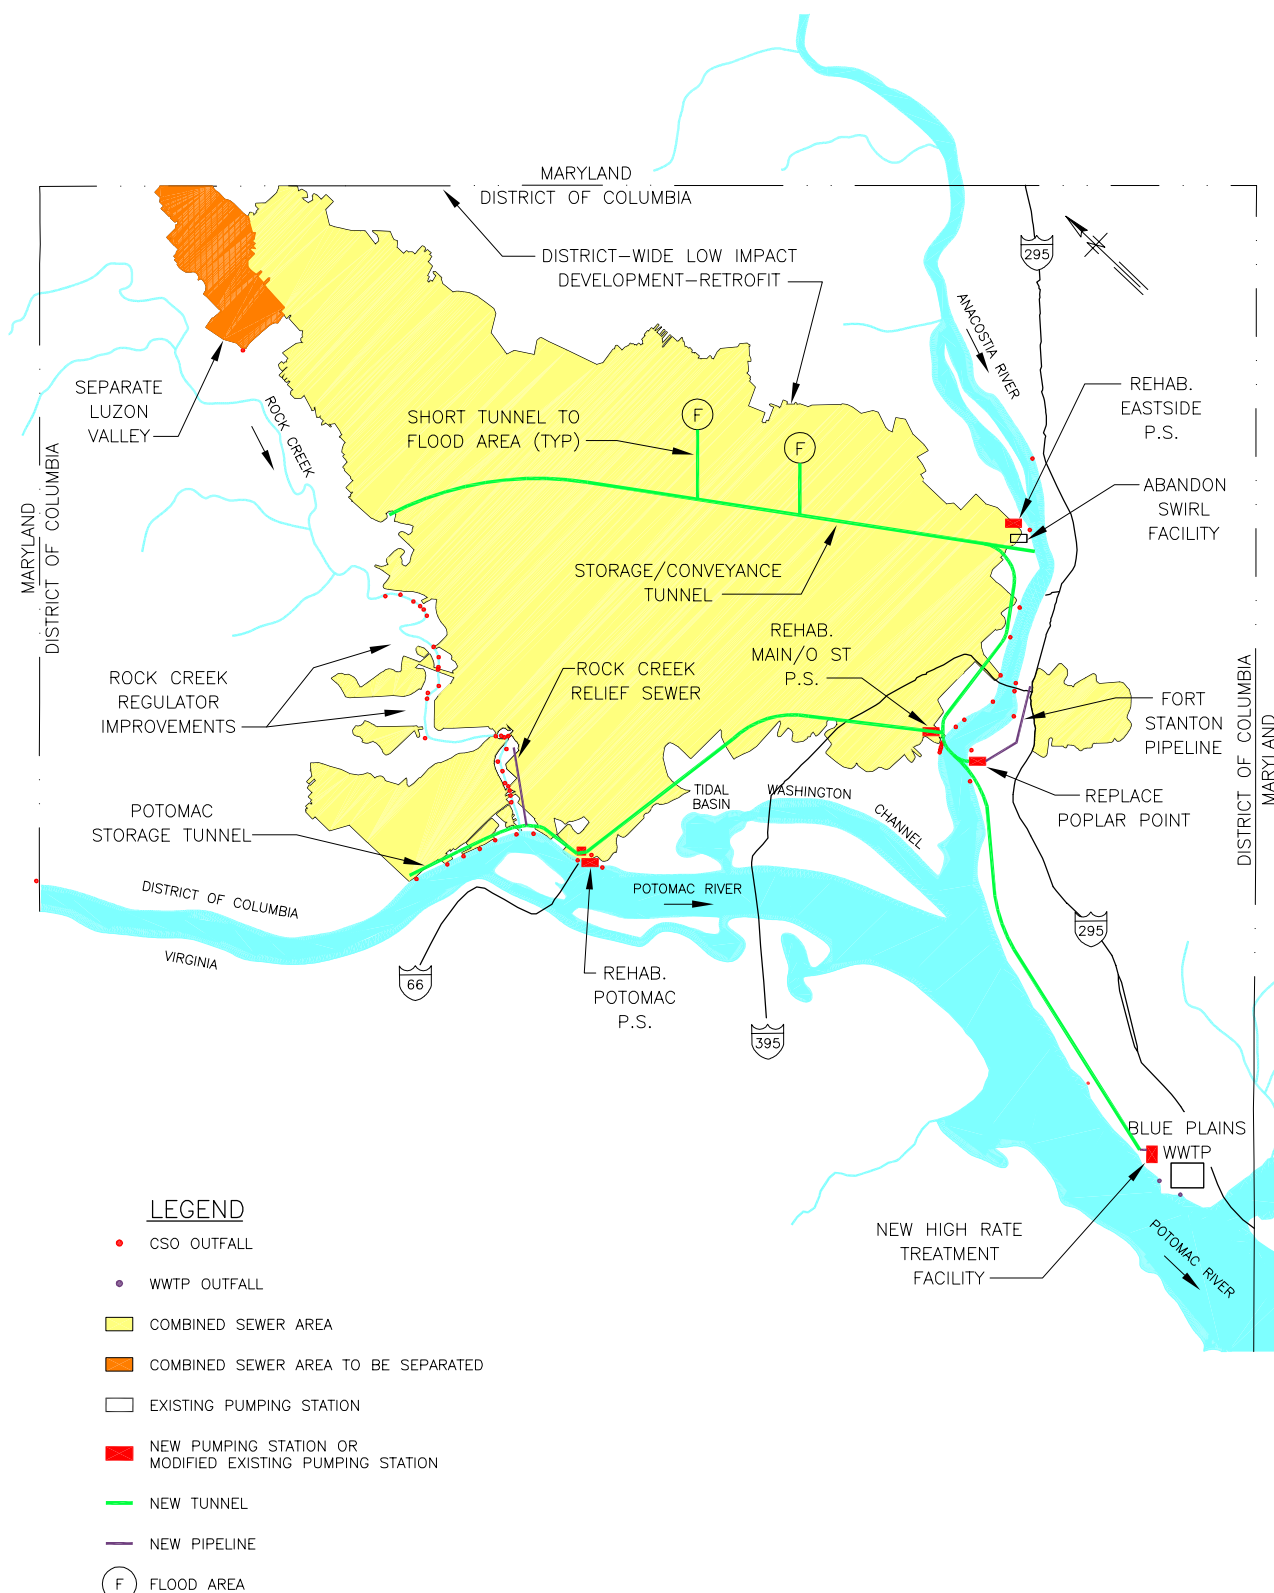 MARYLAND
DISTRICT OF COLUMBIA
DISTRICT-WIDE LOW IMPACT
DEVELOPMENT-RETROFIT
295
ANACOSTIA RIVER
SEPARATE
LUZON
VALLEY
ROCK CREEK
SHORT TUNNEL TO
FLOOD AREA (TYP)
F
F
REHAB.
EASTSIDE
P.S.
ABANDON
SWIRL
FACILITY
MARYLAND
DISTRICT OF COLUMBIA
STORAGE/CONVEYANCE
TUNNEL
REHAB.
MAIN/O ST
P.S.
ROCK CREEK
REGULATOR
IMPROVEMENTS
ROCK CREEK
RELIEF SEWER
FORT
STANTON
PIPELINE
DISTRICT OF COLUMBIA
MARYLAND
POTOMAC
STORAGE TUNNEL
TIDAL
BASIN
WASHINGTON
CHANNEL
REPLACE
POPLAR POINT
DISTRICT OF COLUMBIA
VIRGINIA
POTOMAC RIVER
66
REHAB.
POTOMAC
P.S.
395
295
BLUE PLAINS
WWTP
NEW HIGH RATE
TREATMENT
FACILITY
POTOMAC RIVER
LEGEND
CSO OUTFALL
WWTP OUTFALL
COMBINED SEWER AREA
COMBINED SEWER AREA TO BE SEPARATED
EXISTING PUMPING STATION
NEW PUMPING STATION OR
MODIFIED EXISTING PUMPING STATION
NEW TUNNEL
NEW PIPELINE
F FLOOD AREA